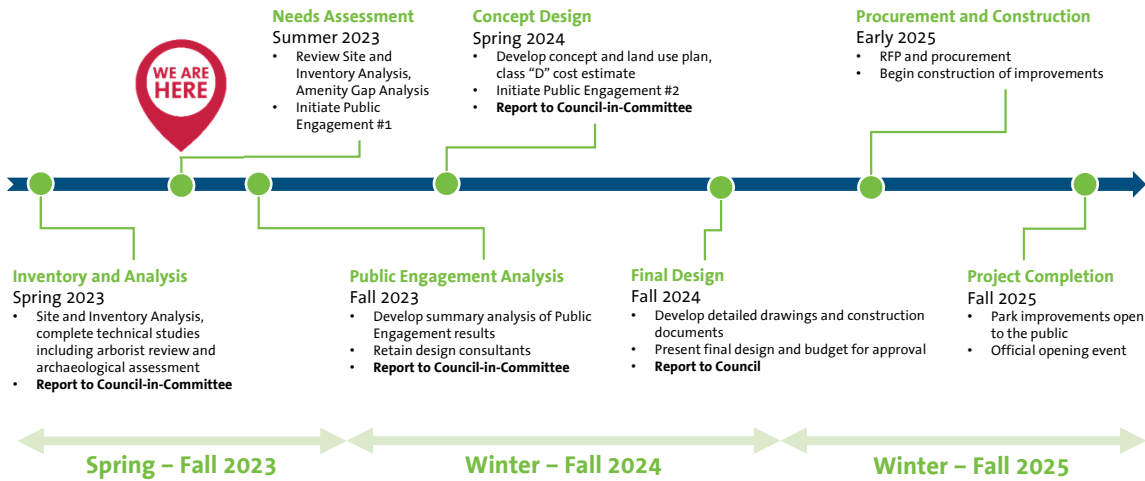 Needs Assessment
Summer 2023
• Review Site and
Inventory Analysis,
Amenity Gap Analysis
• Initiate Public
Engagement #1
Concept Design
Spring 2024
• Develop concept and land use plan,
class “D” cost estimate
• Initiate Public Engagement #2
• Report to Council-in-Committee
Procurement and Construction
Early 2025
• RFP and procurement
• Begin construction of improvements
WE ARE
HERE
Inventory and Analysis
Spring 2023
• Site and Inventory Analysis,
complete technical studies
including arborist review and
archaeological assessment
• Report to Council-in-Committee
Public Engagement Analysis
Fall 2023
• Develop summary analysis of Public
Engagement results
• Retain design consultants
• Report to Council-in-Committee
Final Design
Fall 2024
• Develop detailed drawings and construction
documents
• Present final design and budget for approval
• Report to Council
Project Completion
Fall 2025
• Park improvements open
to the public
• Official opening event
Spring – Fall 2023
Winter – Fall 2024
Winter – Fall 2025